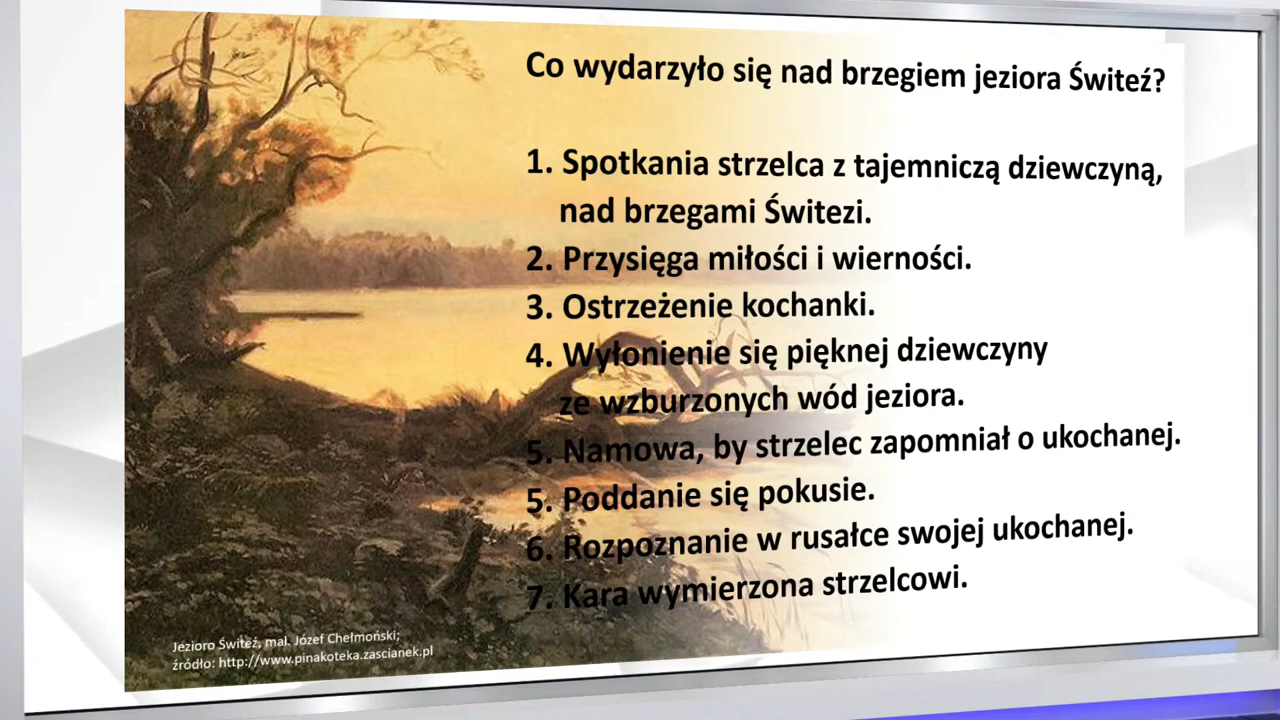 Co wydarzyło się nad brzegiem jeziora Świteź?
1. Spotkania strzelca z tajemniczą dziewczyną,
nad brzegami Świtezi.
2. Przysięga miłości i wierności.
3. Ostrzeżenie kochanki.
4. Wyłonienie się pięknej dziewczyny
ze wzburzonych wód jeziora.
5. Namowa, by strzelec zapomniał o ukochanej.
5. Poddanie się pokusie.
6. Rozpoznanie w rusałce swojej ukochanej.
7. Kara wymierzona strzelcowi.
Jezioro Świteź, mal. Józef Chełmoński;
źródło: http://www.pinakoteka.zascianek.pl